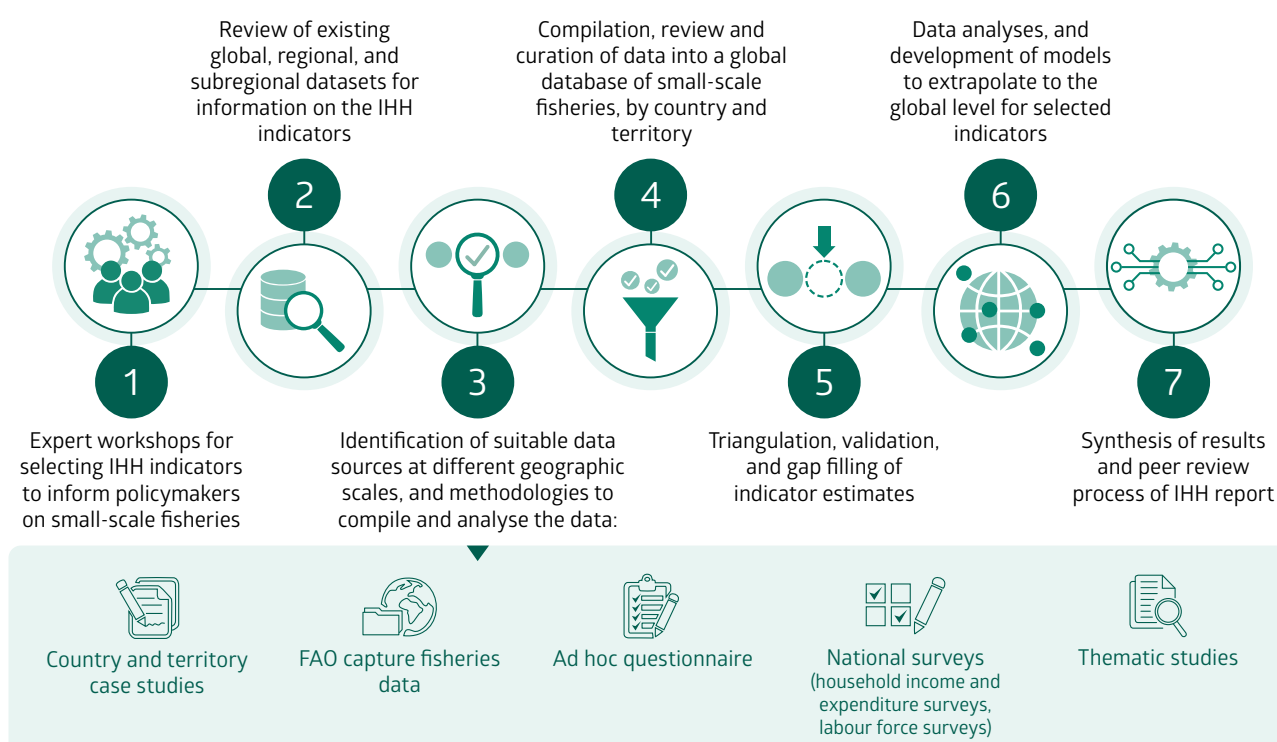 Review of existing
global, regional, and
subregional datasets for
information on the IHH
indicators
Compilation, review and
curation of data into a global
database of small-scale
fisheries, by country and
territory
Data analyses, and
development of models
to extrapolate to the
global level for selected
indicators
2
4
6
1
3
5
7
Expert workshops for
selecting IHH indicators
to inform policymakers
on small-scale fisheries
Identification of suitable data
sources at different geographic
scales, and methodologies to
compile and analyse the data:
Triangulation, validation,
and gap filling of
indicator estimates
Synthesis of results
and peer review
process of IHH report
Country and territory
case studies
FAO capture fisheries
data
Ad hoc questionnaire
National surveys
(household income and
expenditure surveys,
labour force surveys)
Thematic studies